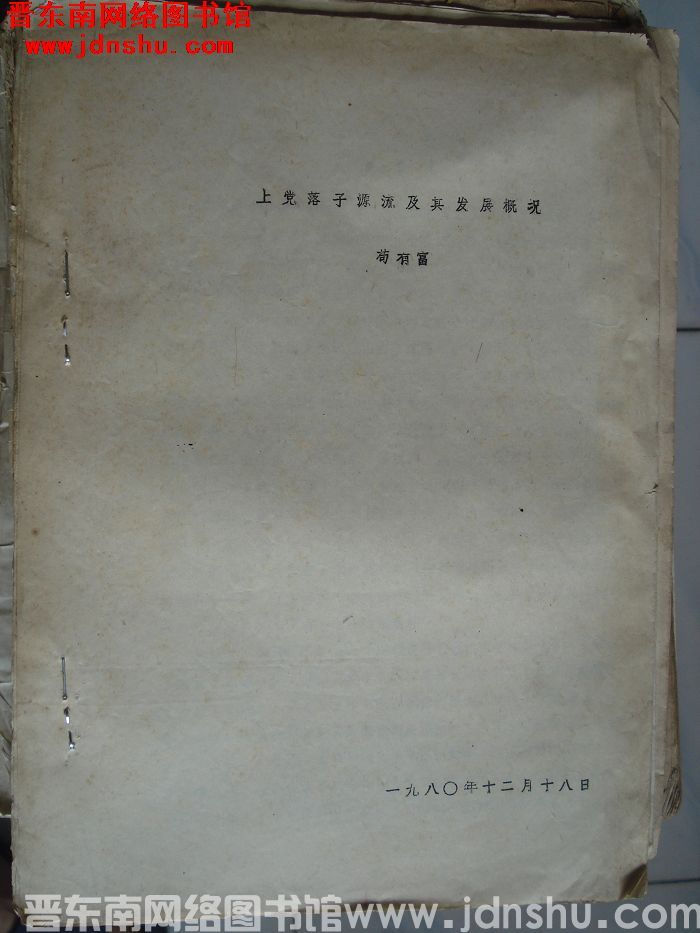 晋东南网络图书馆
www.jdnshu.com
上党落子源流及其发展概况
苟有富
一九八〇年十二月十八日
晋东南网络图书馆www.jdnshu.com